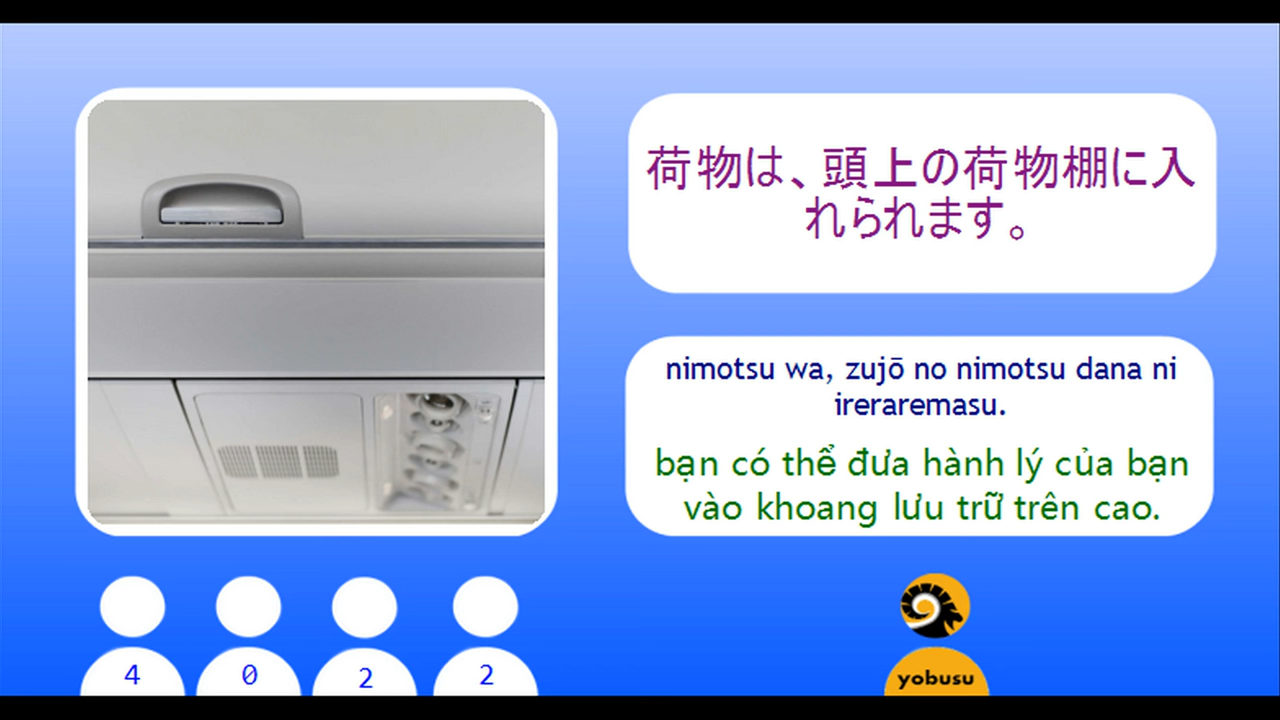 荷物は、頭上の荷物棚に入
れられます。
nimotsu wa, zujō no nimotsu dana ni
ireraremasu.
bạn có thể đưa hành lý của bạn
vào khoang lưu trữ trên cao.
4 0 2 2
yobusu